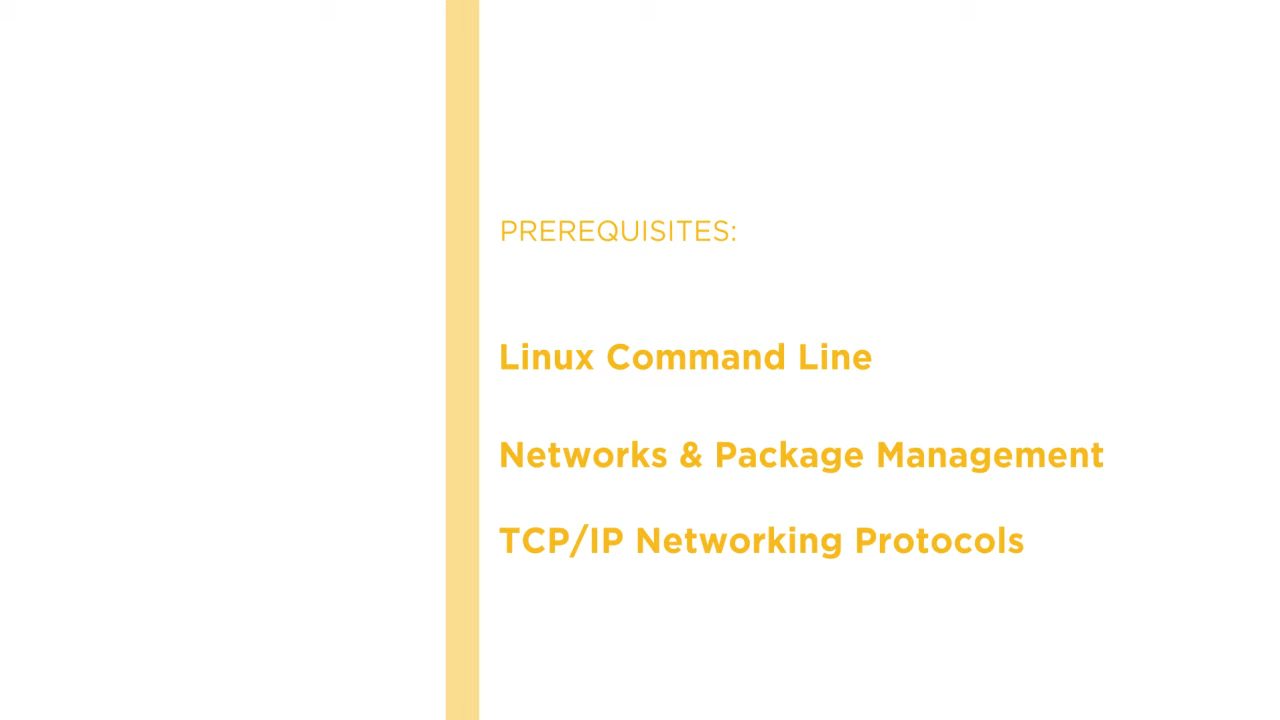 PREREQUISITES:
Linux Command Line
Networks & Package Management
TCP/IP Networking Protocols